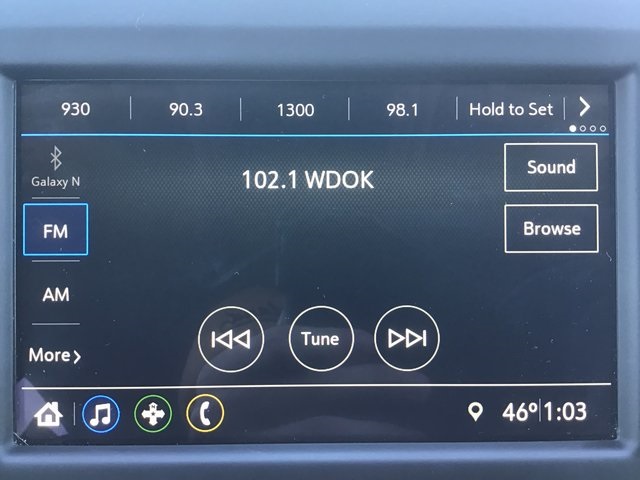 930 90.3 1300 98.1 Hold to Set
Galaxy N
102.1 WDOK
Sound
FM
Browse
AM
Tune
More
46° 1:03